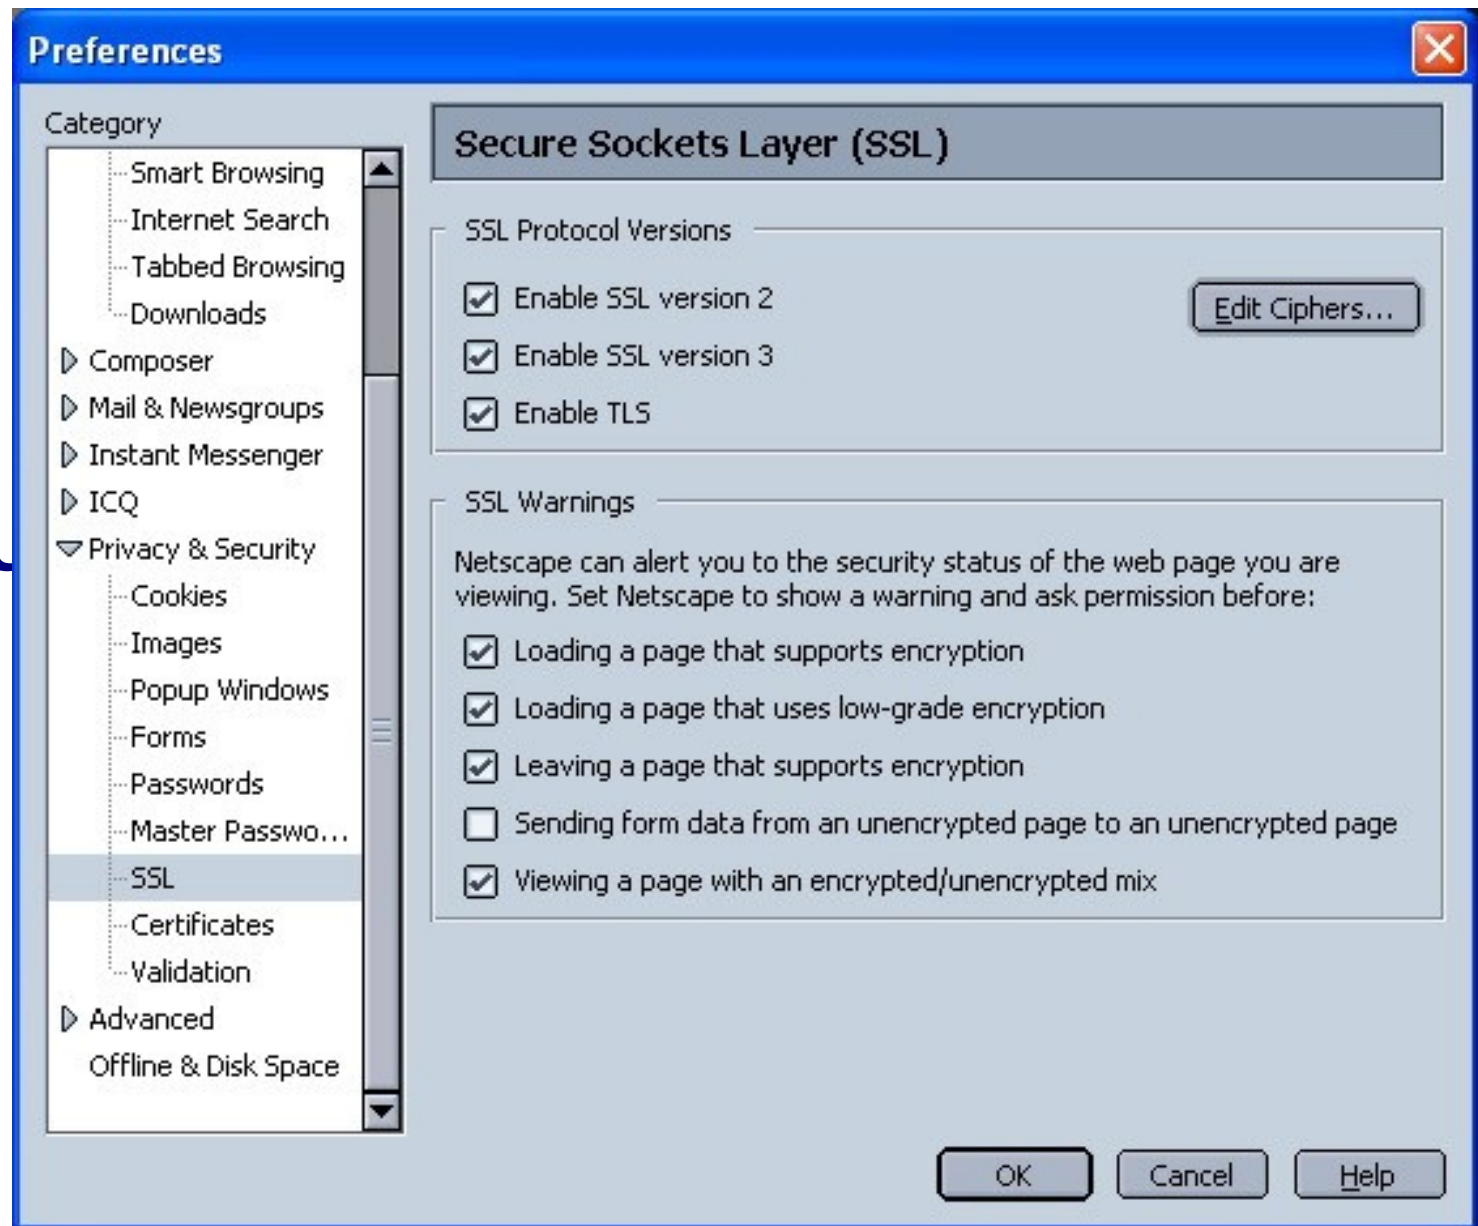 Preferences
Category
Smart Browsing
Internet Search
Tabbed Browsing
Downloads
Composer
Mail & Newsgroups
Instant Messenger
ICQ
Privacy & Security
Cookies
Images
Popup Windows
Forms
Passwords
Master Passwo...
SSL
Certificates
Validation
Advanced
Offline & Disk Space
Secure Sockets Layer (SSL)
SSL Protocol Versions
Enable SSL version 2
Edit Ciphers...
Enable SSL version 3
Enable TLS
SSL Warnings
Netscape can alert you to the security status of the web page you are
viewing. Set Netscape to show a warning and ask permission before:
Loading a page that supports encryption
Loading a page that uses low-grade encryption
Leaving a page that supports encryption
Sending form data from an unencrypted page to an unencrypted page
Viewing a page with an encrypted/unencrypted mix
OK
Cancel
Help